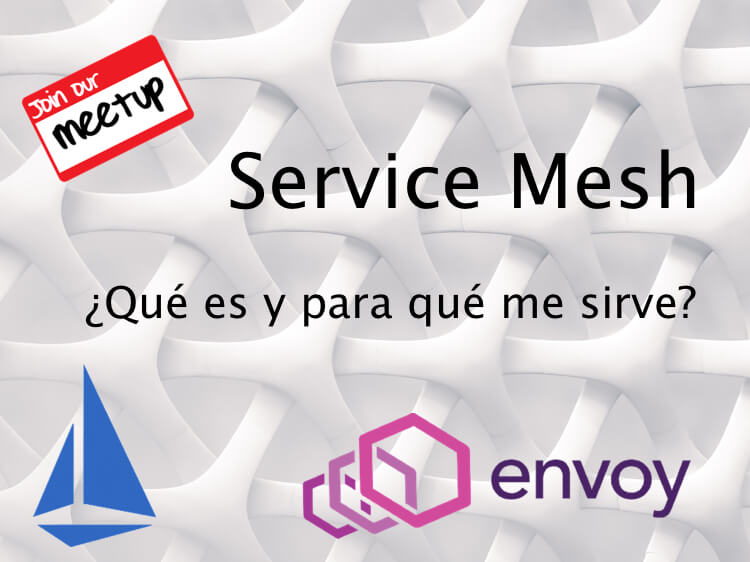 Join our
meetup
Service Mesh
¿Qué es y para qué me sirve?
envoy